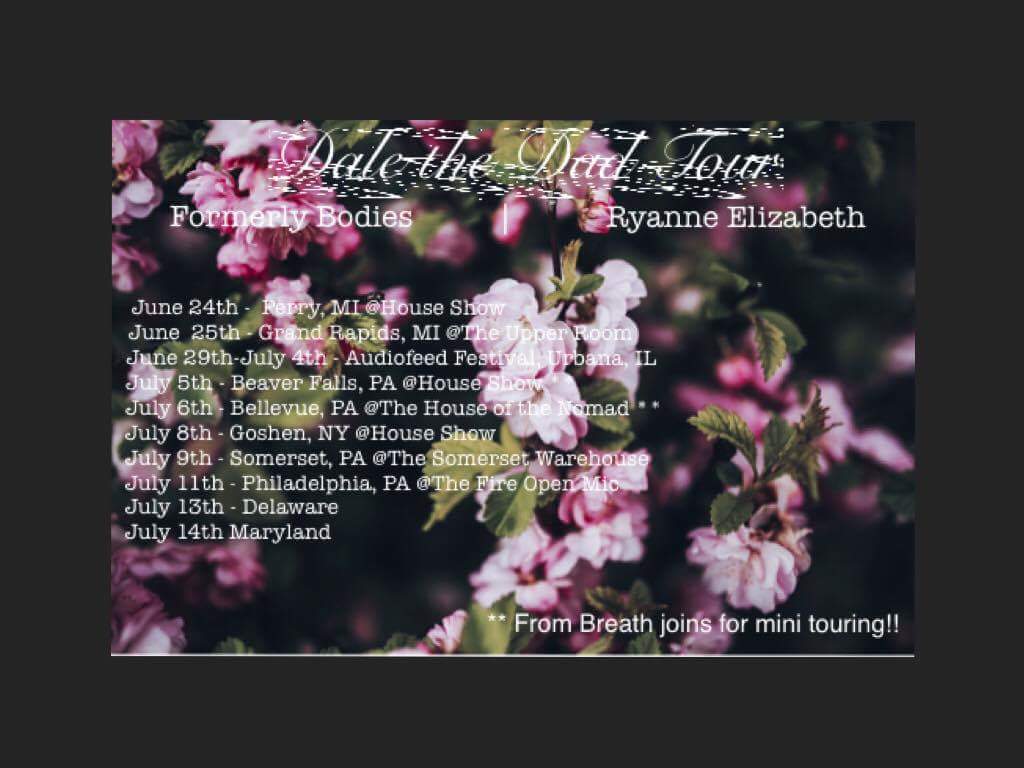 Dale the Dad Tour
Formerly Bodies | Ryanne Elizabeth
June 24th - Perry, MI @House Show
June 25th - Grand Rapids, MI @The Upper Room
June 29th-July 4th - Audiofeed Festival, Urbana, IL
July 5th - Beaver Falls, PA @House Show * *
July 6th - Bellevue, PA @The House of the Nomad * *
July 8th - Goshen, NY @House Show
July 9th - Somerset, PA @The Somerset Warehouse
July 11th - Philadelphia, PA @The Fire Open Mic
July 13th - Delaware
July 14th Maryland
** From Breath joins for mini touring!!